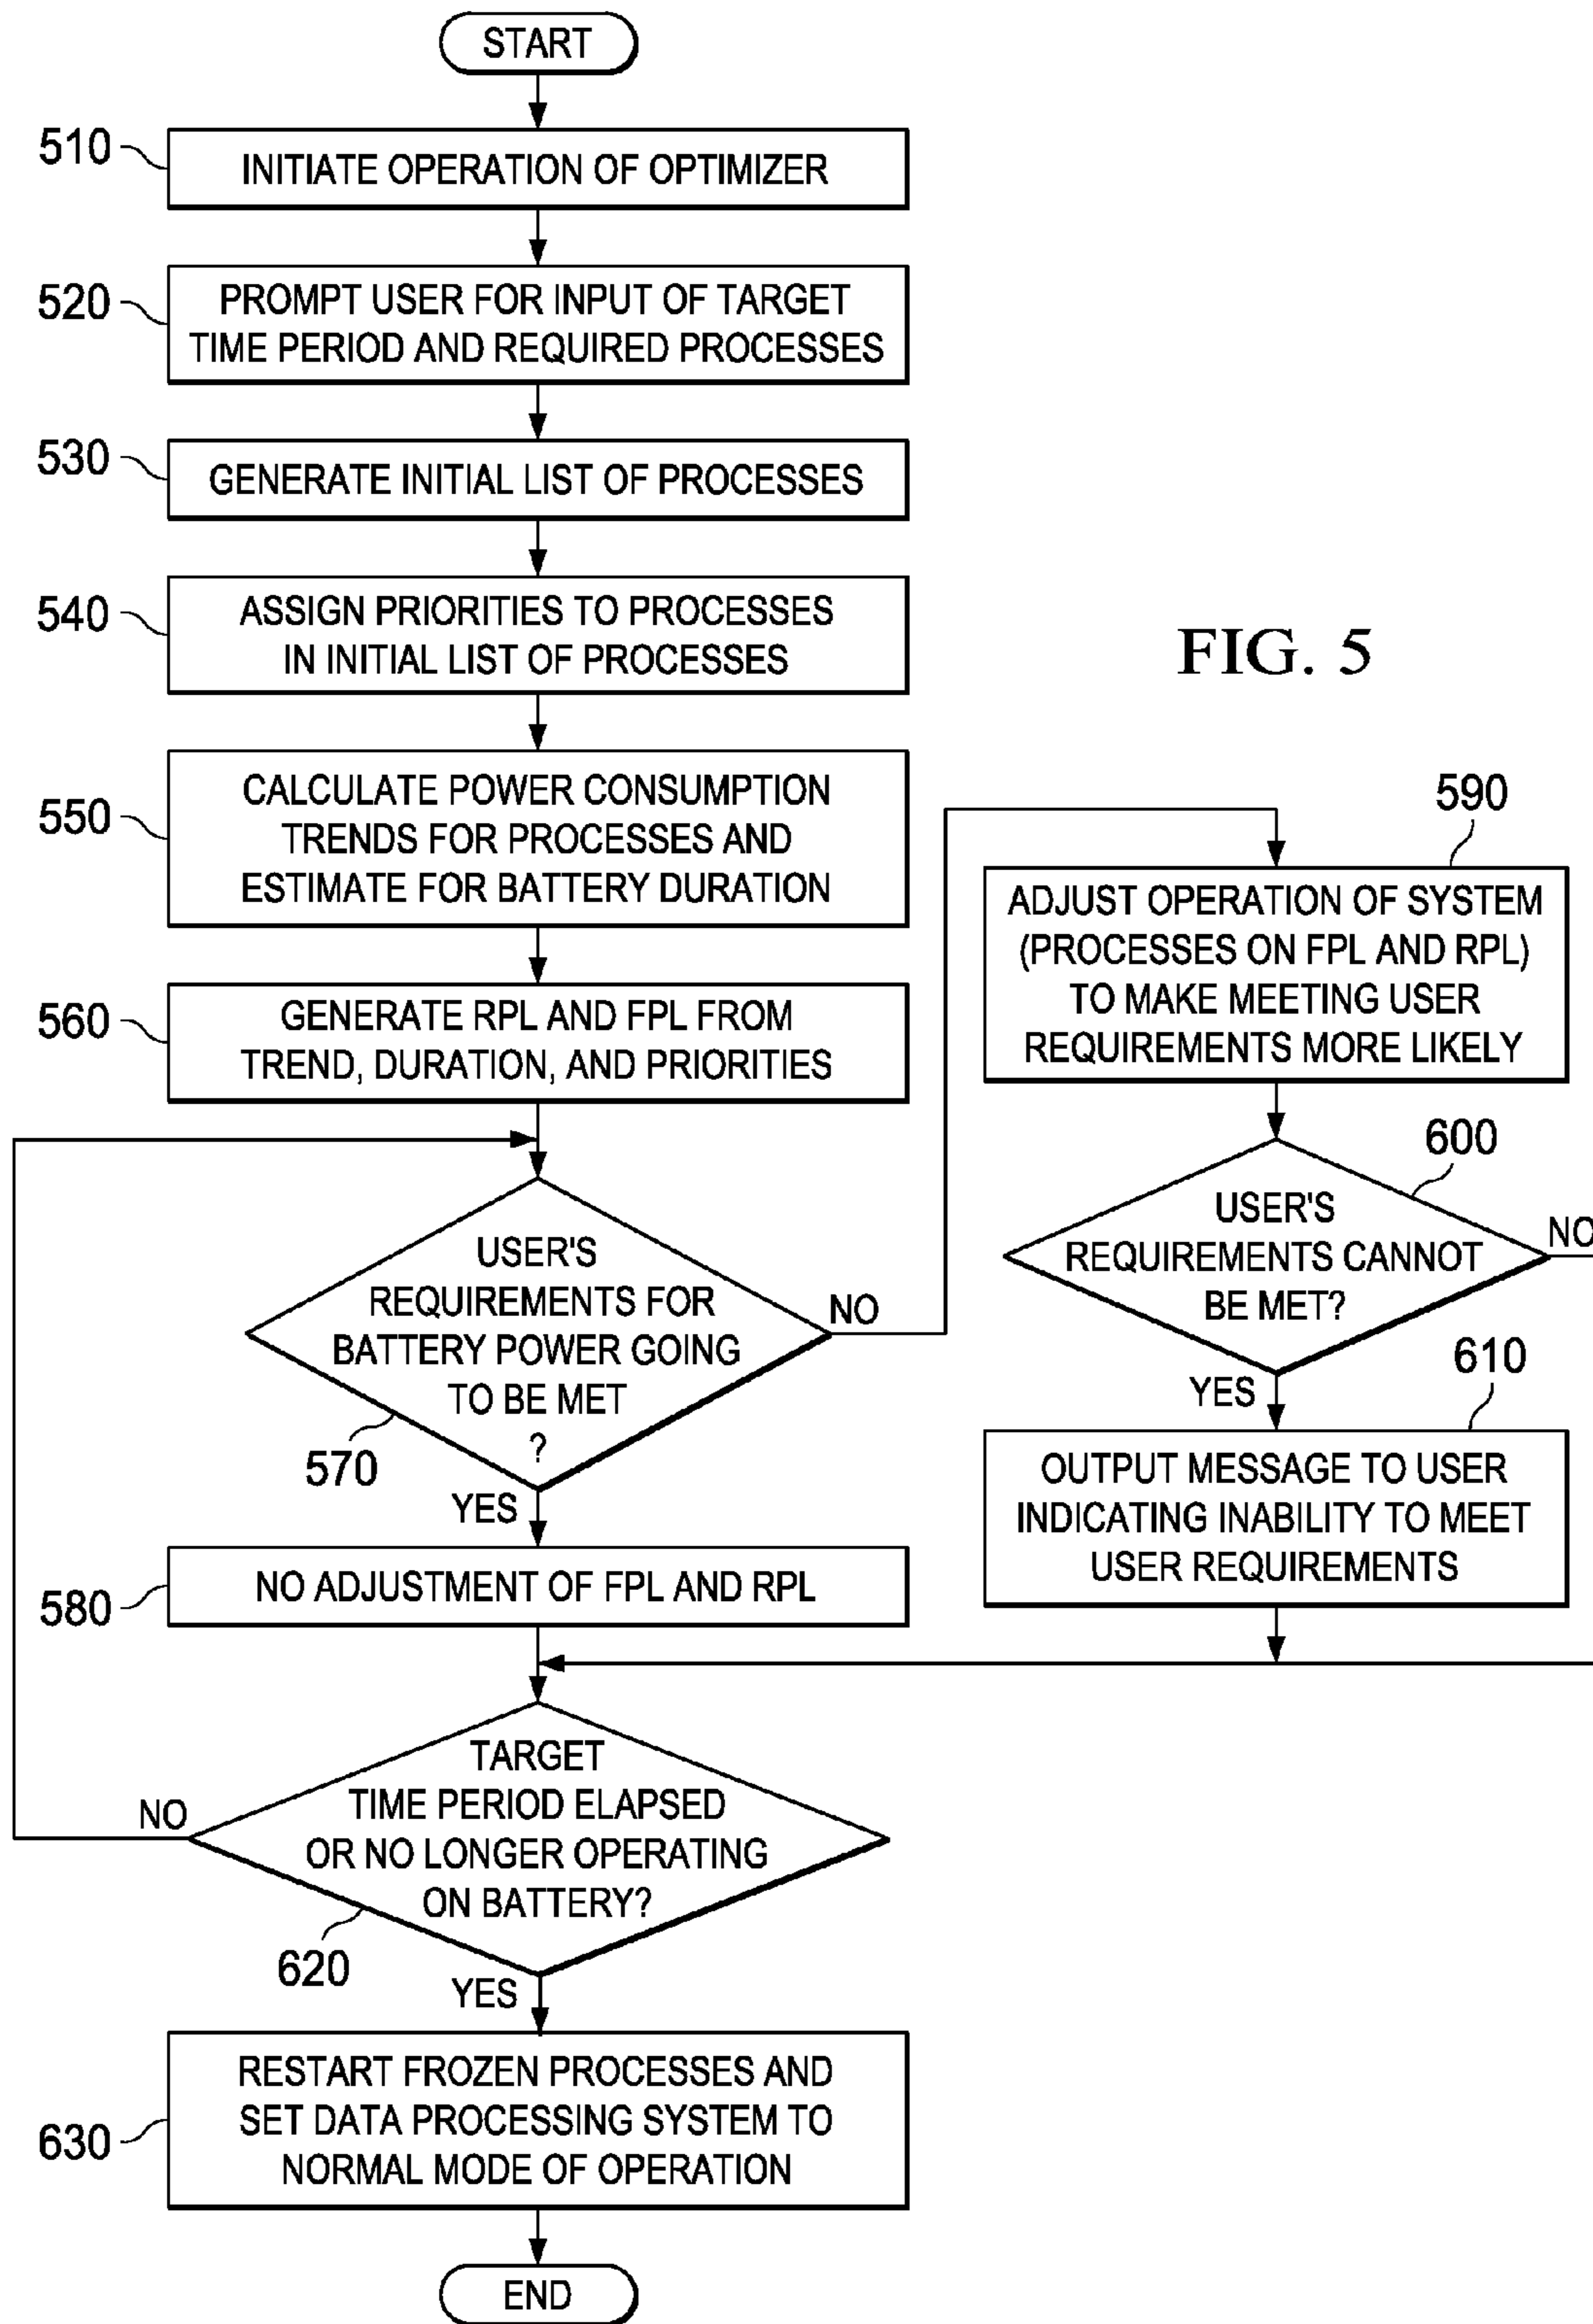 START
510
INITIATE OPERATION OF OPTIMIZER
520
PROMPT USER FOR INPUT OF TARGET
TIME PERIOD AND REQUIRED PROCESSES
530
GENERATE INITIAL LIST OF PROCESSES
540
ASSIGN PRIORITIES TO PROCESSES
IN INITIAL LIST OF PROCESSES
FIG. 5
550
CALCULATE POWER CONSUMPTION
TRENDS FOR PROCESSES AND
ESTIMATE FOR BATTERY DURATION
560
GENERATE RPL AND FPL FROM
TREND, DURATION, AND PRIORITIES
USER'S
REQUIREMENTS FOR
BATTERY POWER GOING
TO BE MET
?
570
NO
YES
580
NO ADJUSTMENT OF FPL AND RPL
590
ADJUST OPERATION OF SYSTEM
(PROCESSES ON FPL AND RPL)
TO MAKE MEETING USER
REQUIREMENTS MORE LIKELY
600
USER'S
REQUIREMENTS CANNOT
BE MET?
NO
YES
610
OUTPUT MESSAGE TO USER
INDICATING INABILITY TO MEET
USER REQUIREMENTS
TARGET
TIME PERIOD ELAPSED
OR NO LONGER OPERATING
ON BATTERY?
NO
620
YES
630
RESTART FROZEN PROCESSES AND
SET DATA PROCESSING SYSTEM TO
NORMAL MODE OF OPERATION
END